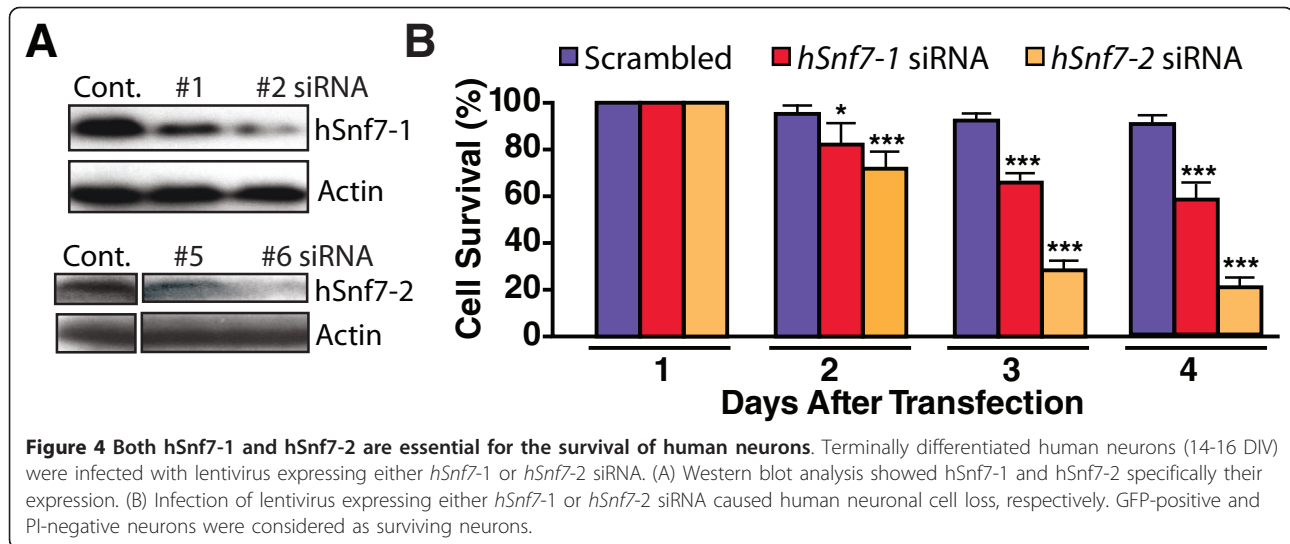 A
Cont. #1 #2 siRNA
hSnf7-1
Actin
Cont. #5 #6 siRNA
hSnf7-2
Actin
B
Scrambled hSnf7-1 siRNA hSnf7-2 siRNA
Cell Survival (%)
100
80
60
40
20
0
* ***
*** ***
*** ***
1 2 3 4
Days After Transfection
Figure 4 Both hSnf7-1 and hSnf7-2 are essential for the survival of human neurons. Terminally differentiated human neurons (14-16 DIV)
were infected with lentivirus expressing either hSnf7-1 or hSnf7-2 siRNA. (A) Western blot analysis showed hSnf7-1 and hSnf7-2 specifically their
expression. (B) Infection of lentivirus expressing either hSnf7-1 or hSnf7-2 siRNA caused human neuronal cell loss, respectively. GFP-positive and
PI-negative neurons were considered as surviving neurons.